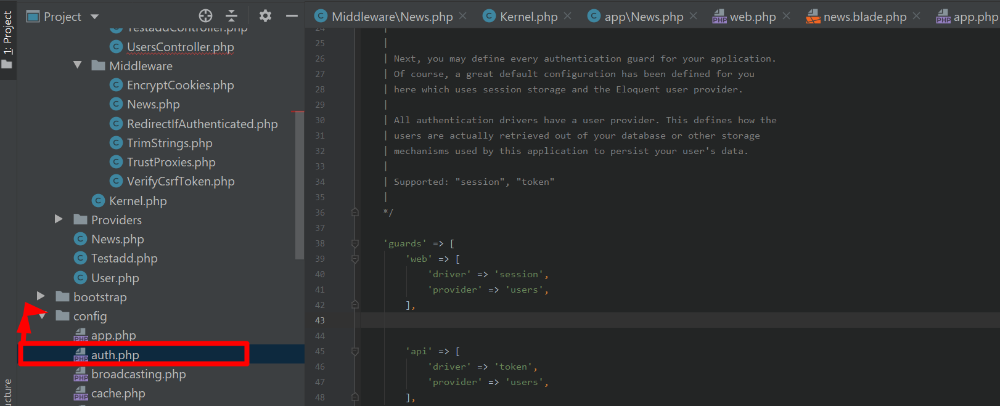 1: Project
Project
Middleware\News.php
Kernel.php
app\News.php
web.php
news.blade.php
app.php
TestaddController.php
UsersController.php
Middleware
EncryptCookies.php
News.php
RedirectIfAuthenticated.php
TrimStrings.php
TrustProxies.php
VerifyCsrfToken.php
Kernel.php
Providers
News.php
Testadd.php
User.php
bootstrap
config
app.php
auth.php
broadcasting.php
cache.php
ucture
24 |
25 |
26 | Next, you may define every authentication guard for your application.
27 | Of course, a great default configuration has been defined for you
28 | here which uses session storage and the Eloquent user provider.
29 |
30 | All authentication drivers have a user provider. This defines how the
31 | users are actually retrieved out of your database or other storage
32 | mechanisms used by this application to persist your user's data.
33 |
34 | Supported: "session", "token"
35 |
36 */
37
38 'guards' => [
39 'web' => [
40 'driver' => 'session',
41 'provider' => 'users',
42 ],
43
44
45 'api' => [
46 'driver' => 'token',
47 'provider' => 'users',
48 ],